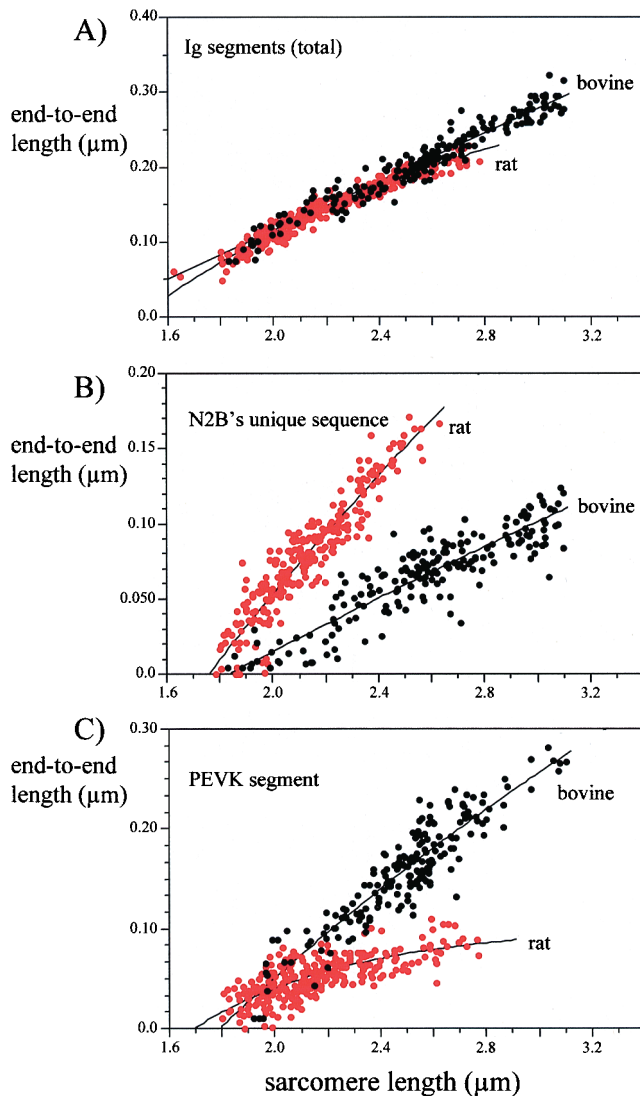 A)
0.40
Ig segments (total)
bovine
0.30
end-to-end
length (µm)
0.20
rat
0.10
0.0
1.6 2.0 2.4 2.8 3.2
B)
0.20
N2B's unique sequence
rat
end-to-end
length (µm)
0.15
0.10
bovine
0.050
0.0
1.6 2.0 2.4 2.8 3.2
C)
0.30
end-to-end
length (µm)
PEVK segment
bovine
0.20
0.10
rat
0.0
1.6 2.0 2.4 2.8 3.2
sarcomere length (µm)